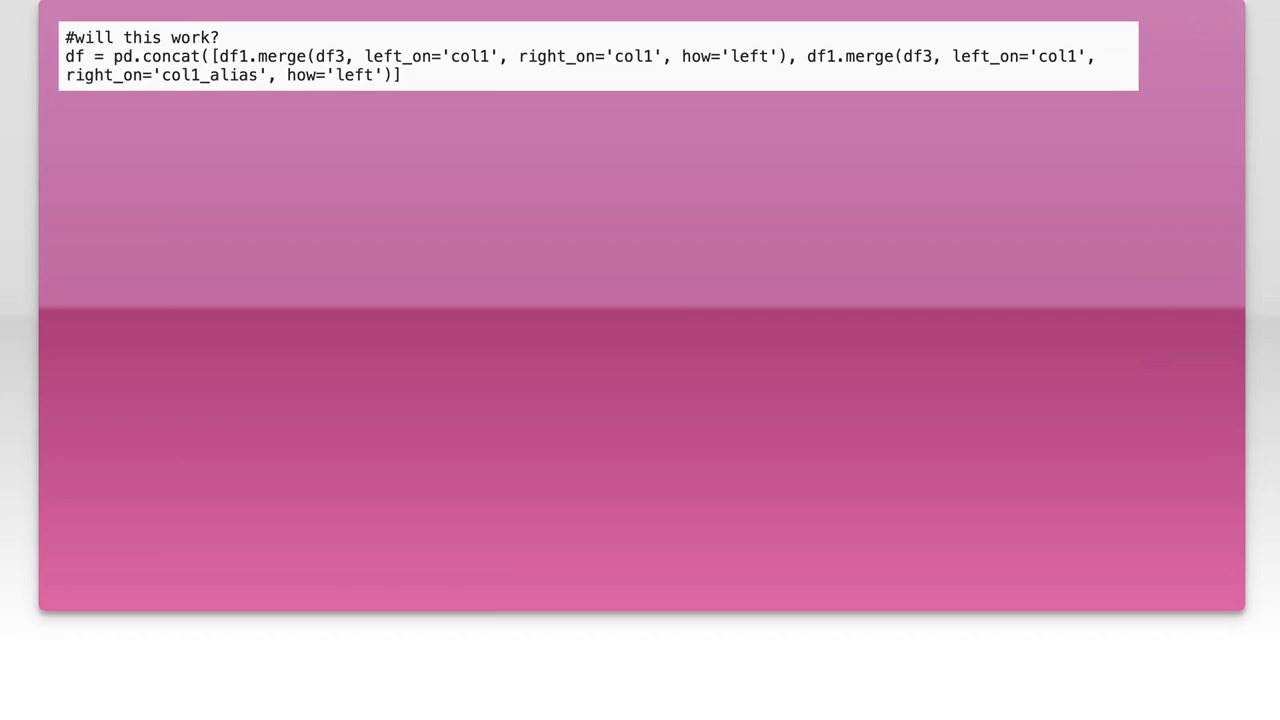 #will this work?
df = pd.concat([df1.merge(df3, left_on='col1', right_on='col1', how='left'), df1.merge(df3, left_on='col1',
right_on='col1_alias', how='left')]